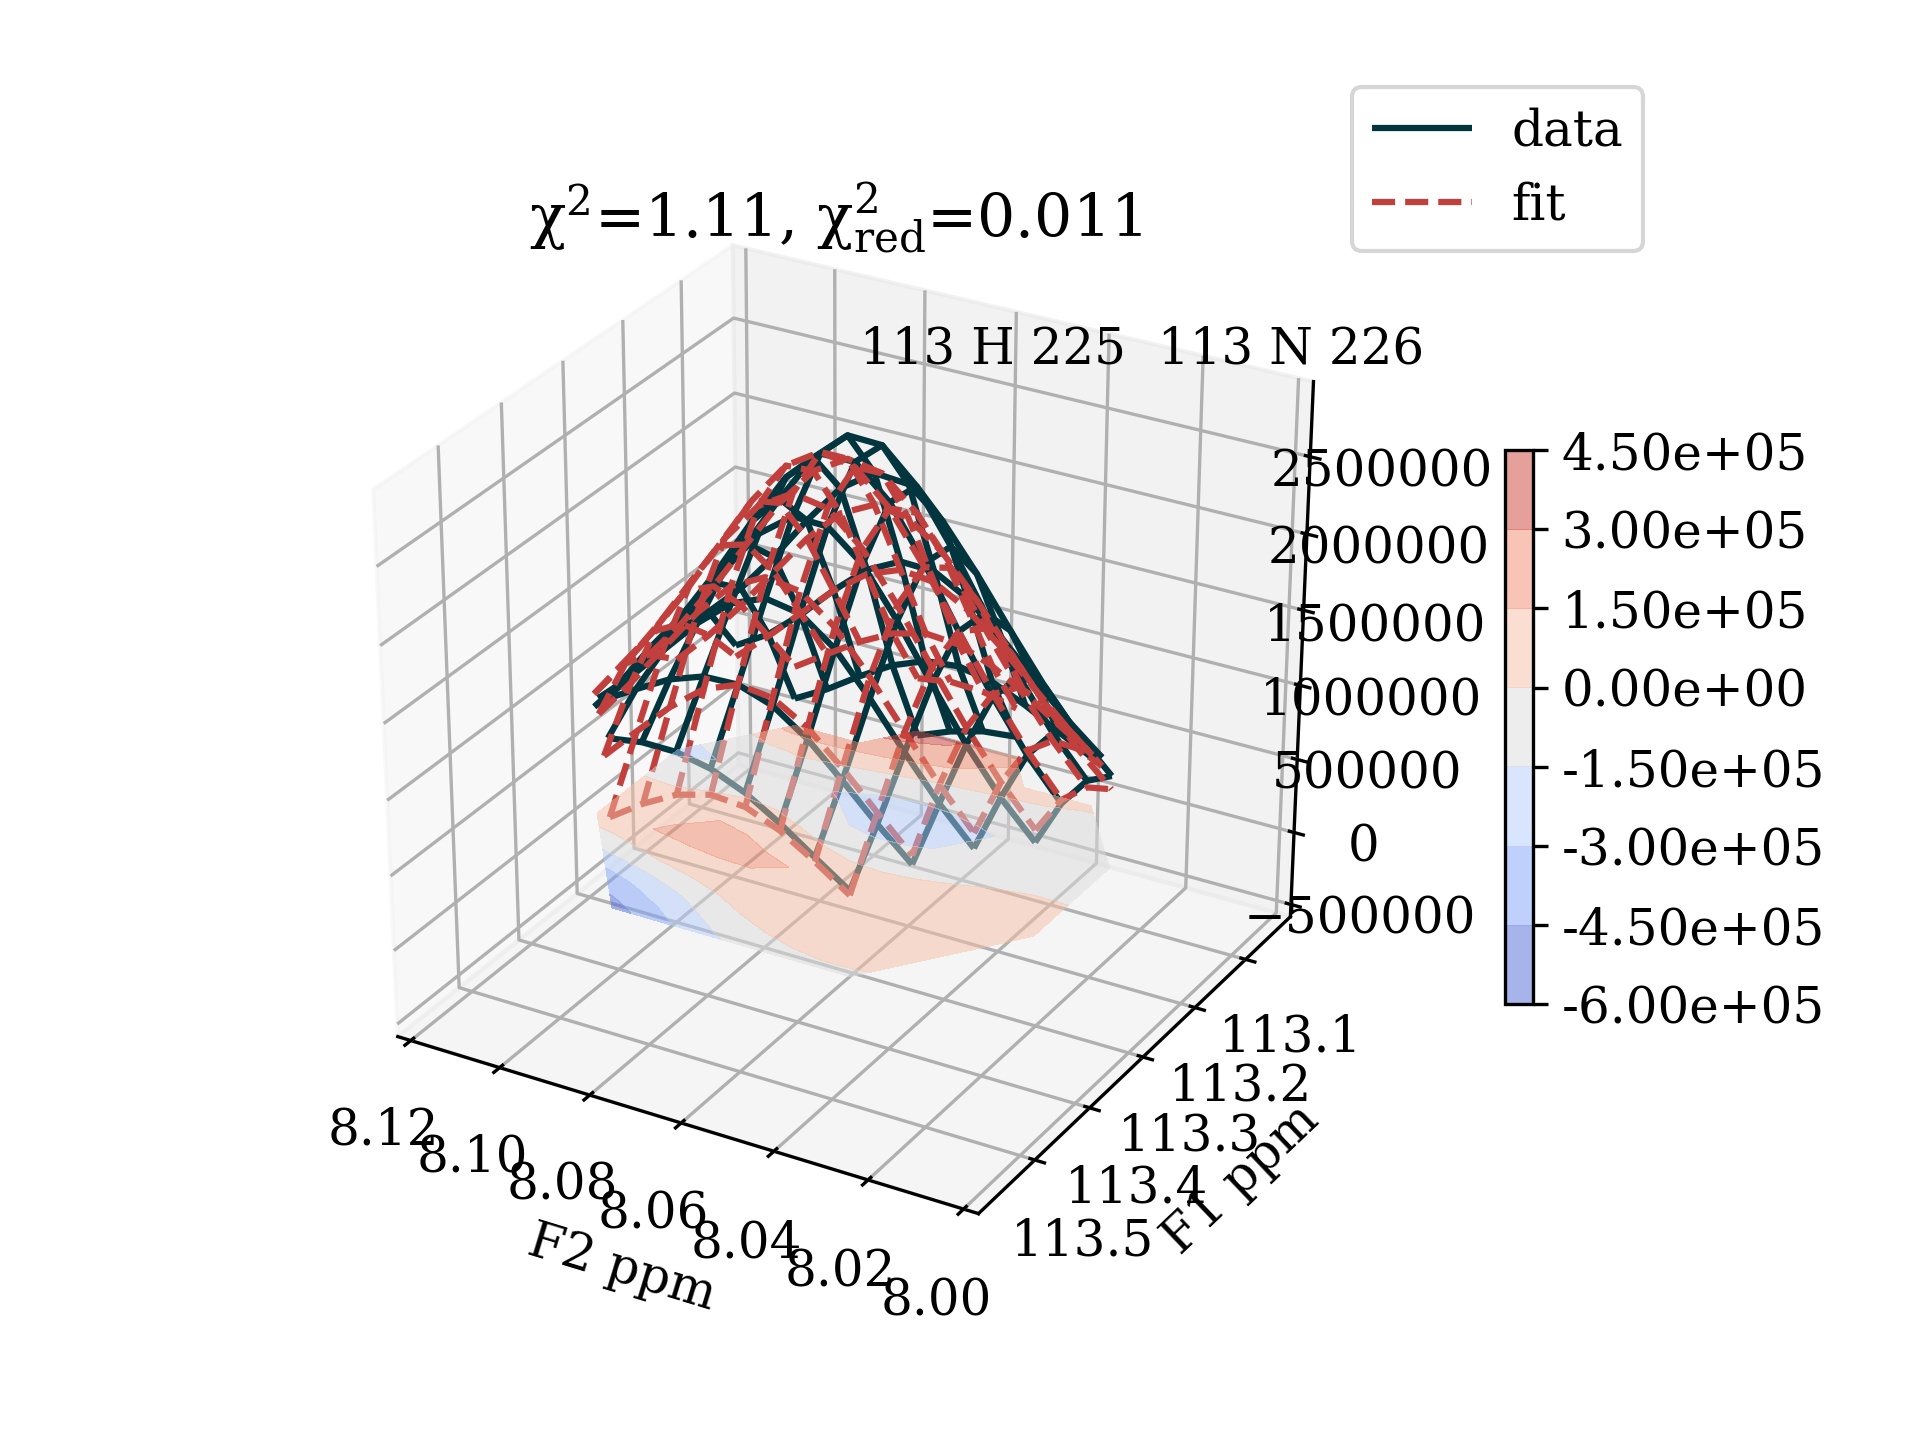 data
fit
χ²=1.11, χ²red=0.011
113 H 225 113 N 226
2500000
2000000
1500000
1000000
500000
0
−500000
4.50e+05
3.00e+05
1.50e+05
0.00e+00
-1.50e+05
-3.00e+05
-4.50e+05
-6.00e+05
113.1
113.2
113.3
113.4
113.5
F1 ppm
8.12
8.10
8.08
8.06
8.04
8.02
8.00
F2 ppm